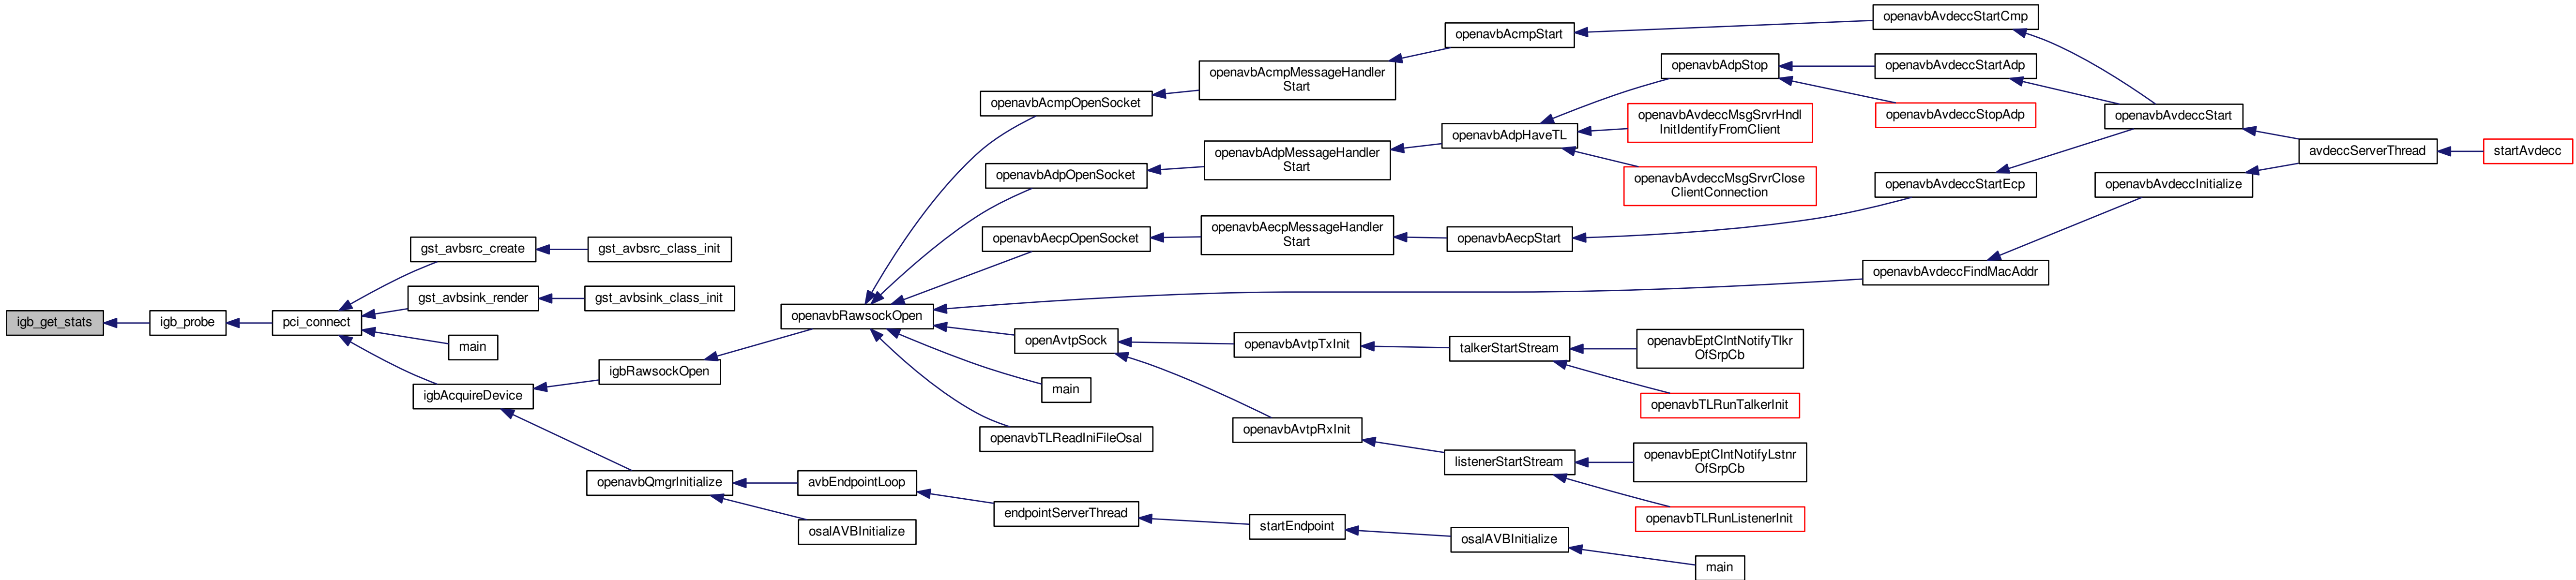 igb_get_stats
igb_probe
pci_connect
gst_avbsrc_create
gst_avbsrc_class_init
gst_avbsink_render
gst_avbsink_class_init
main
igbAcquireDevice
igbRawsockOpen
openavbRawsockOpen
openavbAcmpOpenSocket
openavbAcmpMessageHandler
Start
openavbAcmpStart
openavbAvdeccStartCmp
openavbAvdeccStart
avdeccServerThread
startAvdecc
openavbAdpOpenSocket
openavbAdpMessageHandler
Start
openavbAdpHaveTL
openavbAdpStop
openavbAvdeccStartAdp
openavbAvdeccStopAdp
openavbAvdeccMsgSrvrHndl
InitIdentifyFromClient
openavbAvdeccMsgSrvrClose
ClientConnection
openavbAecpOpenSocket
openavbAecpMessageHandler
Start
openavbAecpStart
openavbAvdeccStartEcp
openavbAvdeccFindMacAddr
openavbAvdeccInitialize
openAvtpSock
openavbAvtpTxInit
talkerStartStream
openavbEptClntNotifyTlkr
OfSrpCb
openavbTLRunTalkerInit
openavbAvtpRxInit
listenerStartStream
openavbEptClntNotifyLstnr
OfSrpCb
openavbTLRunListenerInit
main
openavbTLReadIniFileOsal
openavbQmgrInitialize
avbEndpointLoop
endpointServerThread
startEndpoint
osalAVBInitialize
main
osalAVBInitialize